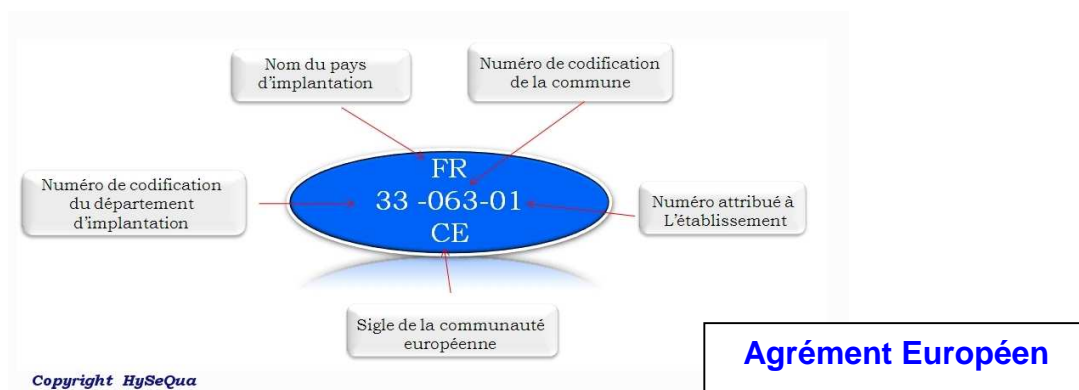 Nom du pays
d'implantation
Numéro de codification
de la commune
Numéro de codification
du département
d'implantation
FR
33 -063-01
CE
Numéro attribué à
L'établissement
Sigle de la communauté
européenne
Agrément Européen
Copyright HySeQua